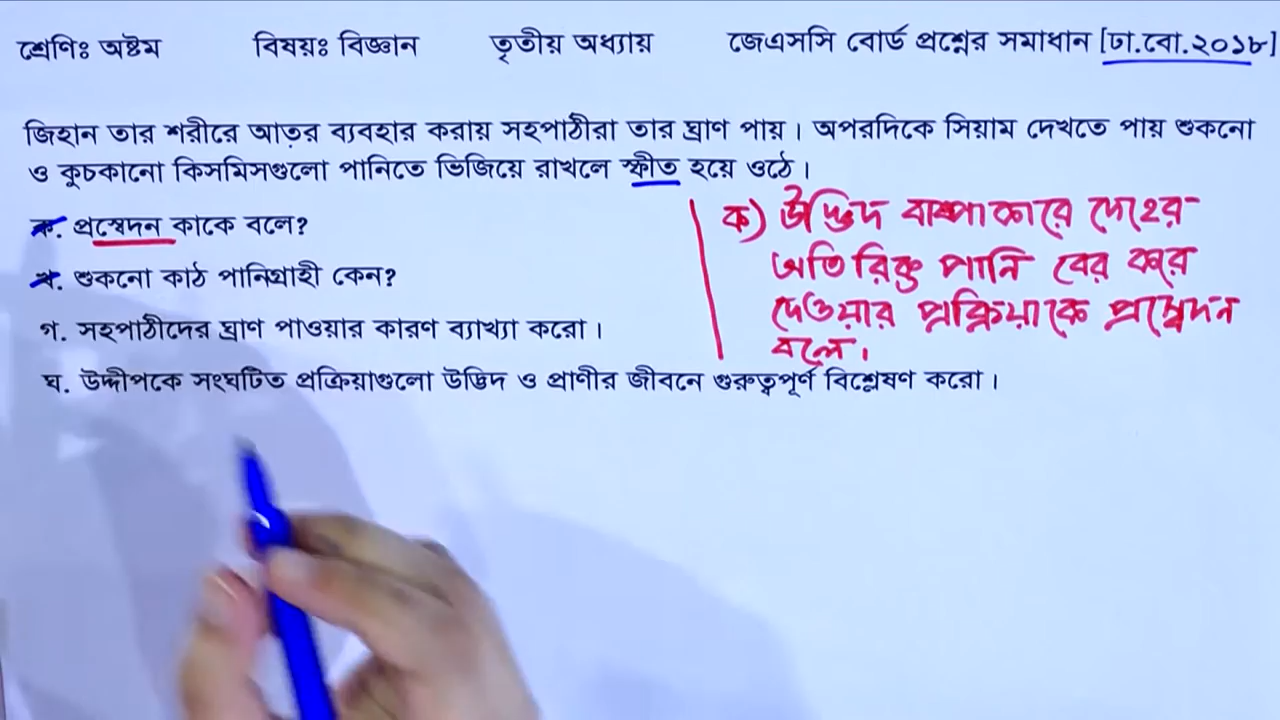 শ্রেণিঃ অষ্টম বিষয়ঃ বিজ্ঞান তৃতীয় অধ্যায় জেএসসি বোর্ড প্রশ্নের সমাধান [ঢা.বো.২০১৮]
জিহান তার শরীরে আতর ব্যবহার করায় সহপাঠীরা তার ঘ্রাণ পায়। অপরদিকে সিয়াম দেখতে পায় শুকনো
ও কুচকানো কিসমিসগুলো পানিতে ভিজিয়ে রাখলে স্ফীত হয়ে ওঠে।
ক. প্রস্বেদন কাকে বলে?
খ. শুকনো কাঠ পানিগ্রাহী কেন?
গ. সহপাঠীদের ঘ্রাণ পাওয়ার কারণ ব্যাখ্যা করো।
ঘ. উদ্দীপকে সংঘটিত প্রক্রিয়াগুলো উদ্ভিদ ও প্রাণীর জীবনে গুরুত্বপূর্ণ বিশ্লেষণ করো।
ক) উদ্ভিদ বাষ্পাকারে দেহের
অতিরিক্ত পানি বের করে
দেওয়ার প্রক্রিয়াকে প্রস্বেদন
বলে।